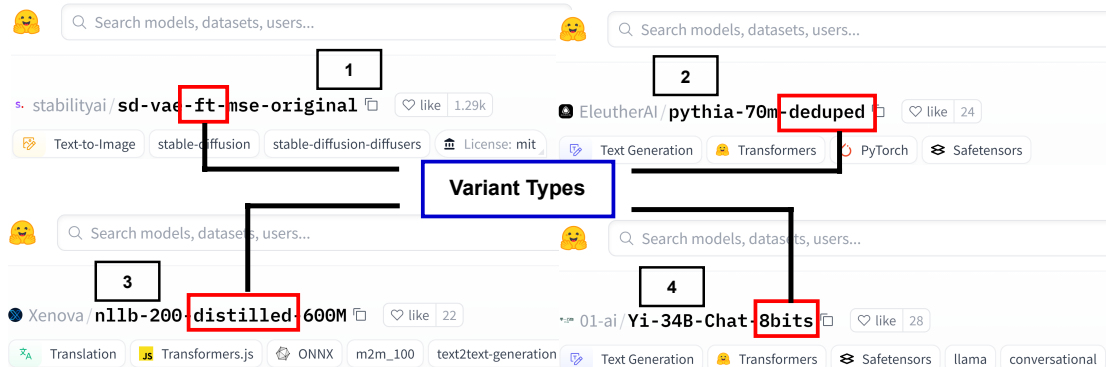 Search models, datasets, users...
1
s. stabilityai/sd-vae-ft-mse-original like 1.29k
Text-to-Image stable-diffusion stable-diffusion-diffusers License: mit
Search models, datasets, users...
2
EleutherAI/pythia-70m-deduped like 24
Text Generation Transformers PyTorch Safetensors
Variant Types
Search models, datasets, users...
3
Xenova/nllb-200-distilled-600M like 22
Translation JS Transformers.js ONNX m2m_100 text2text-generation
Search models, datasets, users...
4
01-ai/Yi-34B-Chat-8bits like 28
Text Generation Transformers Safetensors llama conversational